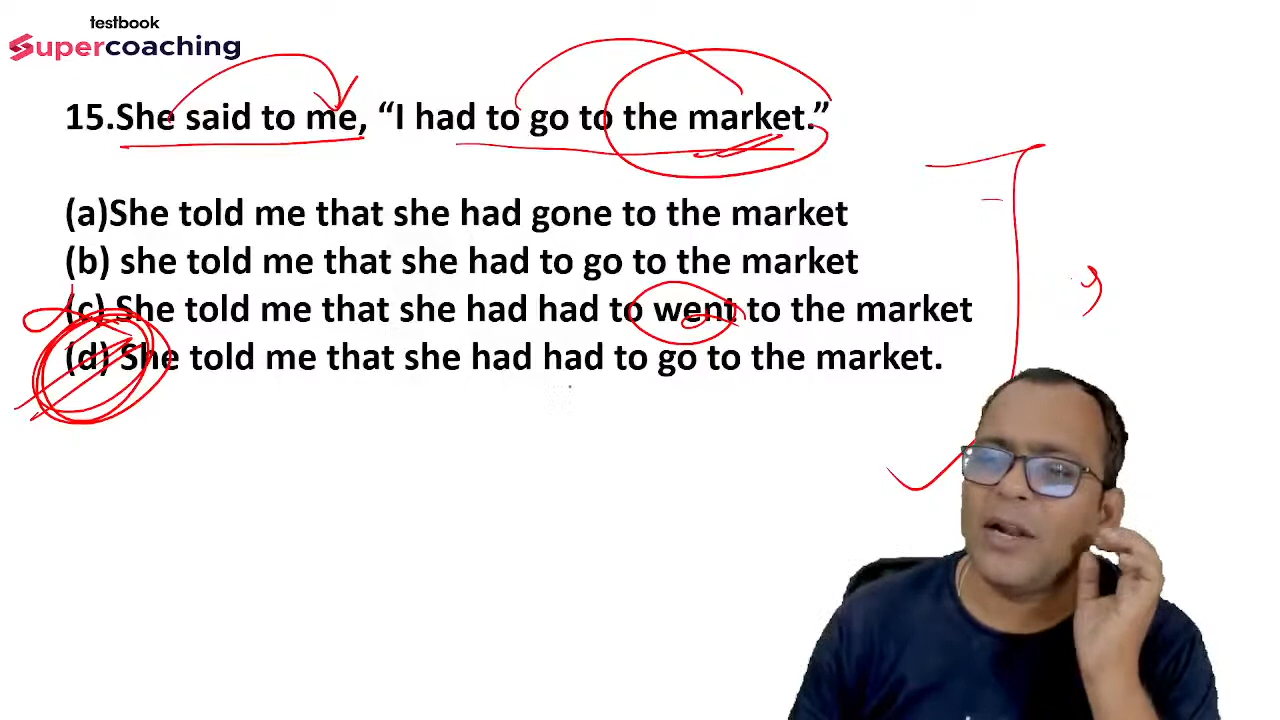 testbook
Supercoaching
15.She said to me, “I had to go to the market.”
(a)She told me that she had gone to the market
(b) she told me that she had to go to the market
(c) She told me that she had had to went to the market
(d) She told me that she had had to go to the market.